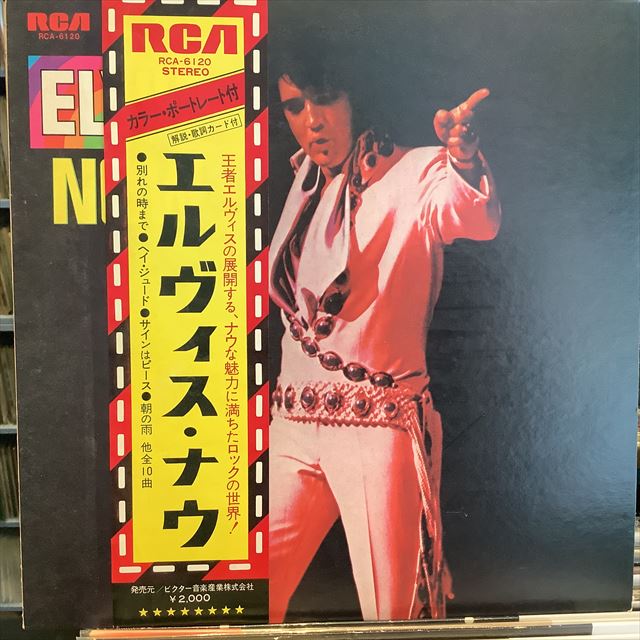 RCA
RCA-6120
EL
N
RCA
RCA-6120
STEREO
カラー・ポートレート付
解説・歌詞カード付
王者エルヴィスの展開する、ナウな魅力に満ちたロックの世界!
エルヴィス・ナウ
●別れの時まで●ヘイ・ジュード●サインはピース●朝の雨 他全10曲
発売元/ビクター音楽産業株式会社
¥2,000
★★★★★★★★